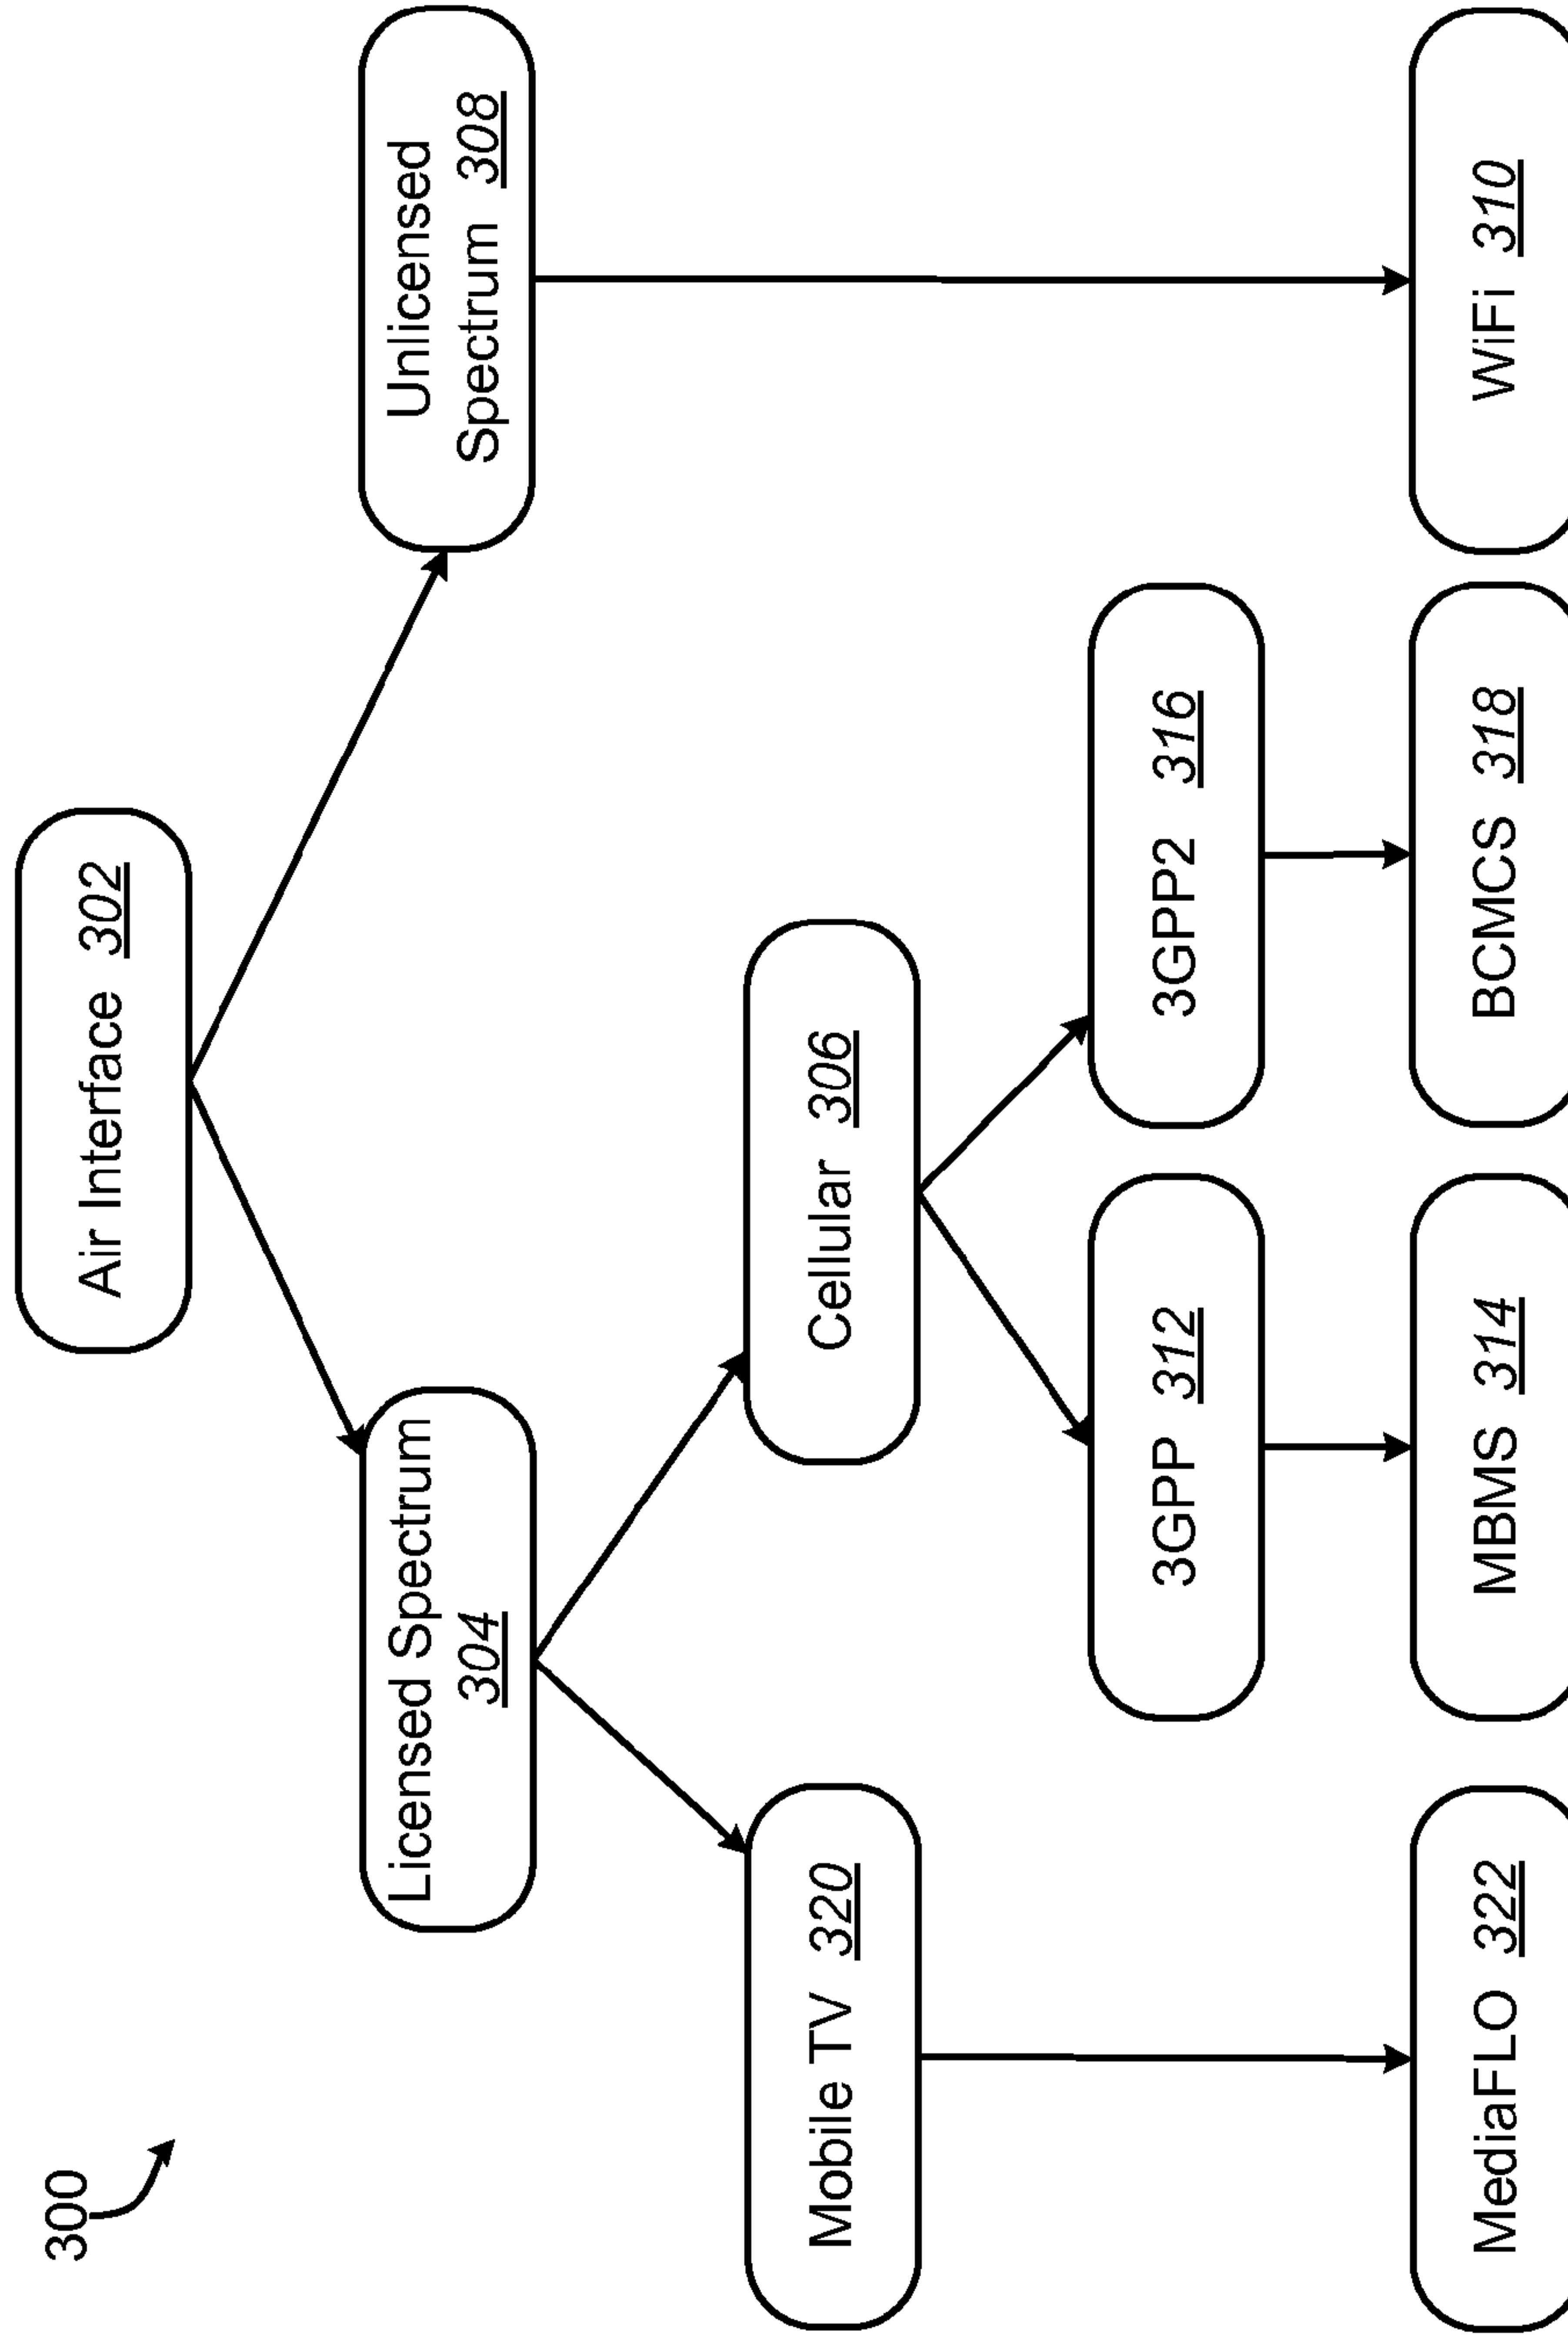 300
Air Interface 302
Licensed Spectrum
304
Unlicensed
Spectrum 308
Mobile TV 320
Cellular 306
3GPP 312
3GPP2 316
MediaFLO 322
MBMS 314
BCMCS 318
WiFi 310